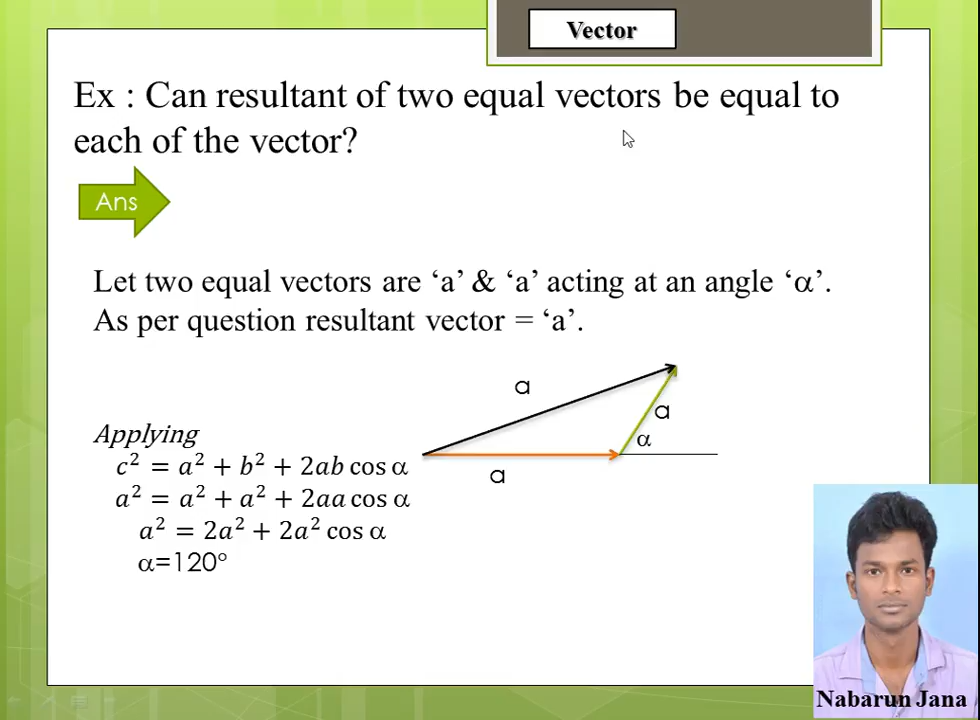 Vector
Ex : Can resultant of two equal vectors be equal to
each of the vector?
Ans
Let two equal vectors are ‘a’ & ‘a’ acting at an angle ‘α’.
As per question resultant vector = ‘a’.
a
a
α
a
Applying
c² = a² + b² + 2ab cos α
a² = a² + a² + 2aa cos α
a² = 2a² + 2a² cos α
α=120°
Nabarun Jana